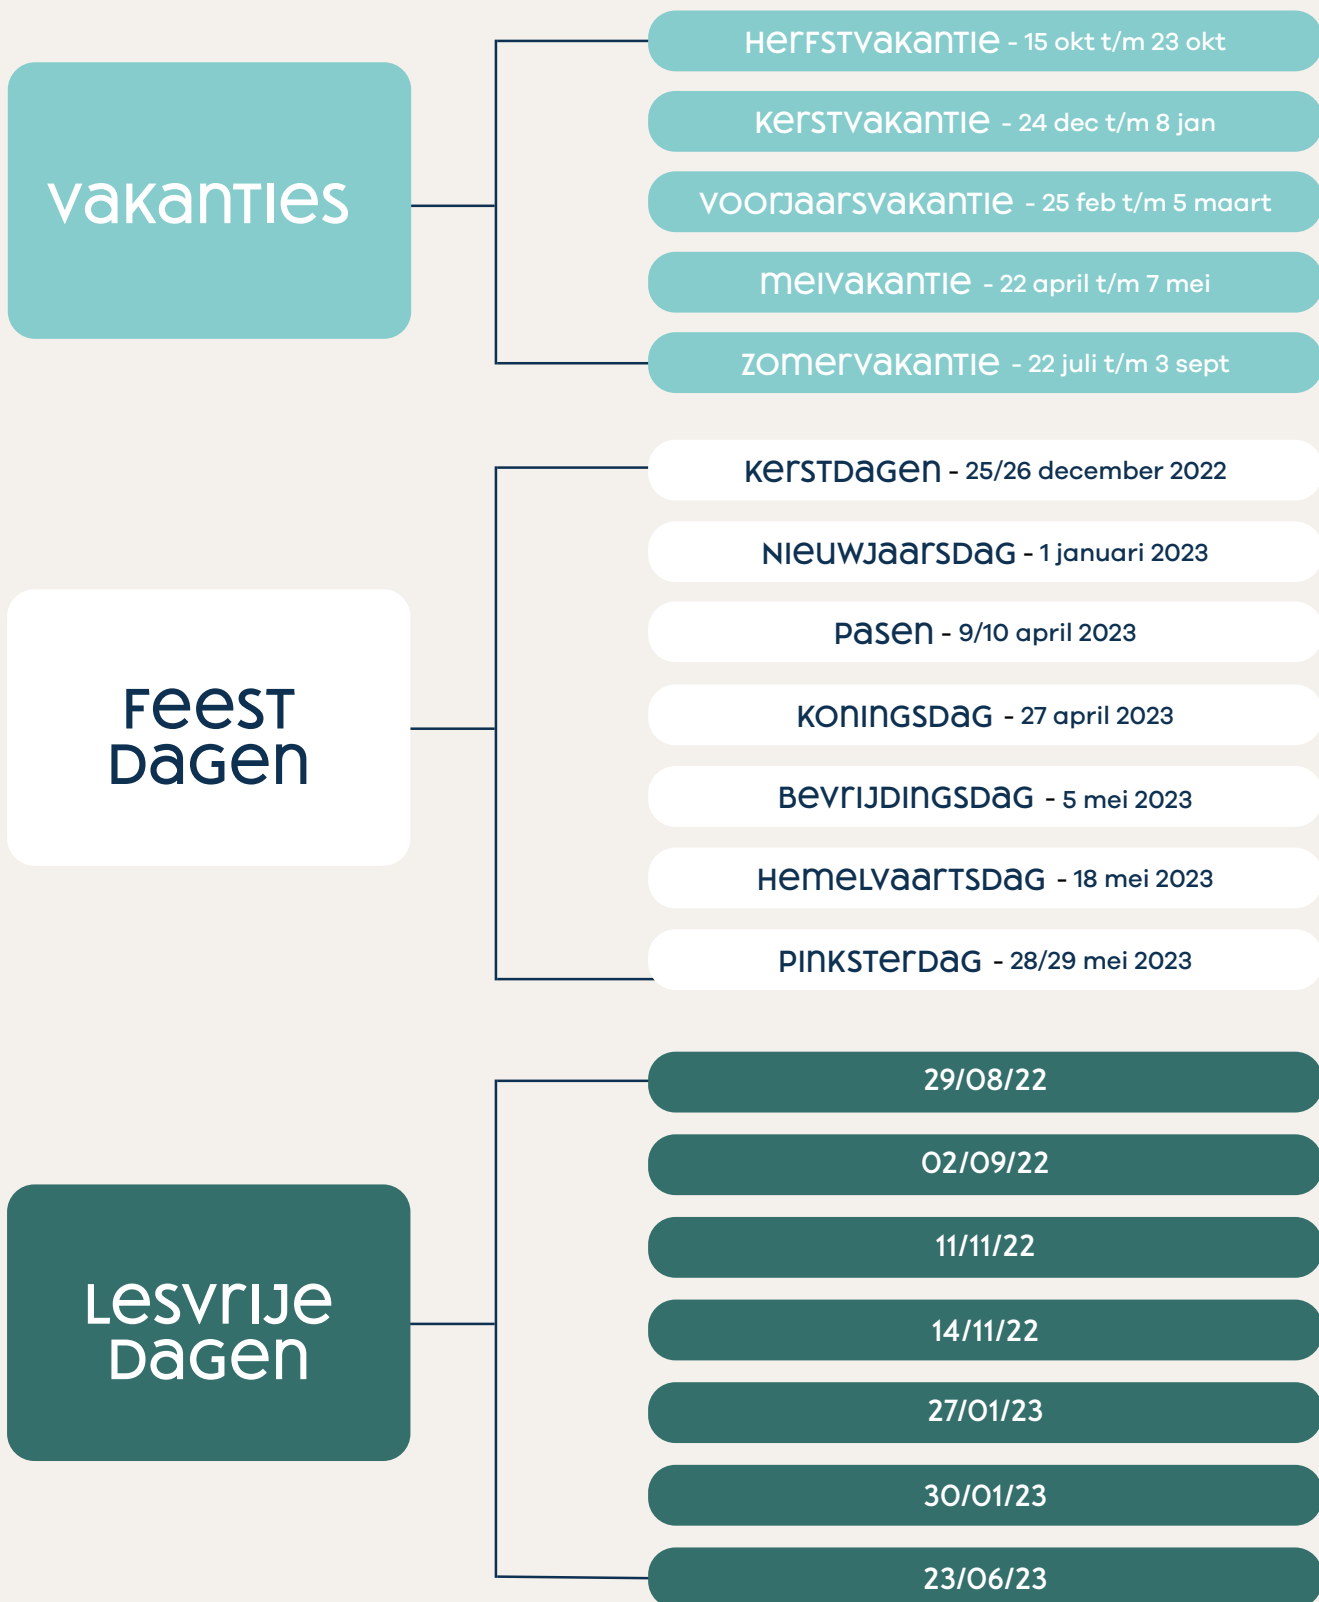 Vakanties
Herfstvakantie - 15 okt t/m 23 okt
Kerstvakantie - 24 dec t/m 8 jan
Voorjaarsvakantie - 25 feb t/m 5 maart
Meivakantie - 22 april t/m 7 mei
Zomervakantie - 22 juli t/m 3 sept
Feest
dagen
Kerstdagen - 25/26 december 2022
Nieuwjaarsdag - 1 januari 2023
Pasen - 9/10 april 2023
Koningsdag - 27 april 2023
Bevrijdingsdag - 5 mei 2023
Hemelvaartsdag - 18 mei 2023
Pinksterdag - 28/29 mei 2023
Lesvrije
dagen
29/08/22
02/09/22
11/11/22
14/11/22
27/01/23
30/01/23
23/06/23